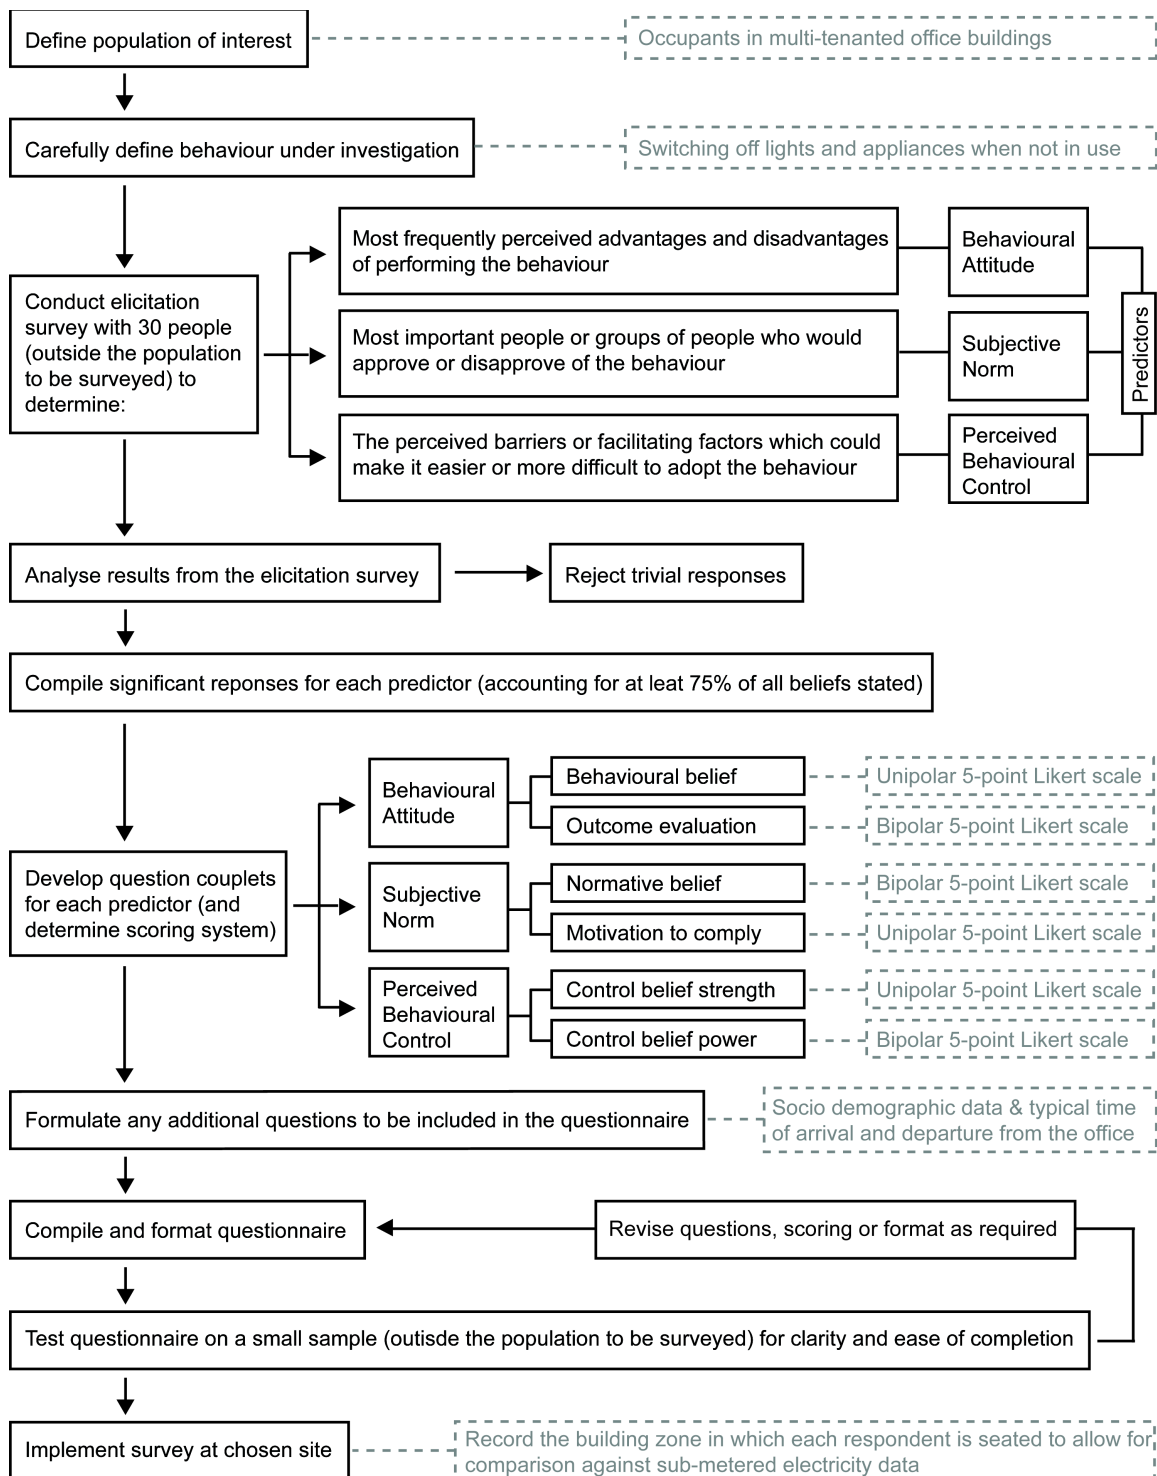 Define population of interest
Occupants in multi-tenanted office buildings
Carefully define behaviour under investigation
Switching off lights and appliances when not in use
Conduct elicitation
survey with 30 people
(outside the population
to be surveyed) to
determine:
Most frequently perceived advantages and disadvantages
of performing the behaviour
Behavioural
Attitude
Most important people or groups of people who would
approve or disapprove of the behaviour
Subjective
Norm
The perceived barriers or facilitating factors which could
make it easier or more difficult to adopt the behaviour
Perceived
Behavioural
Control
Predictors
Analyse results from the elicitation survey
Reject trivial responses
Compile significant reponses for each predictor (accounting for at leat 75% of all beliefs stated)
Develop question couplets
for each predictor (and
determine scoring system)
Behavioural
Attitude
Behavioural belief
Unipolar 5-point Likert scale
Outcome evaluation
Bipolar 5-point Likert scale
Subjective
Norm
Normative belief
Bipolar 5-point Likert scale
Motivation to comply
Unipolar 5-point Likert scale
Perceived
Behavioural
Control
Control belief strength
Unipolar 5-point Likert scale
Control belief power
Bipolar 5-point Likert scale
Formulate any additional questions to be included in the questionnaire
Socio demographic data & typical time
of arrival and departure from the office
Compile and format questionnaire
Revise questions, scoring or format as required
Test questionnaire on a small sample (outisde the population to be surveyed) for clarity and ease of completion
Implement survey at chosen site
Record the building zone in which each respondent is seated to allow for
comparison against sub-metered electricity data